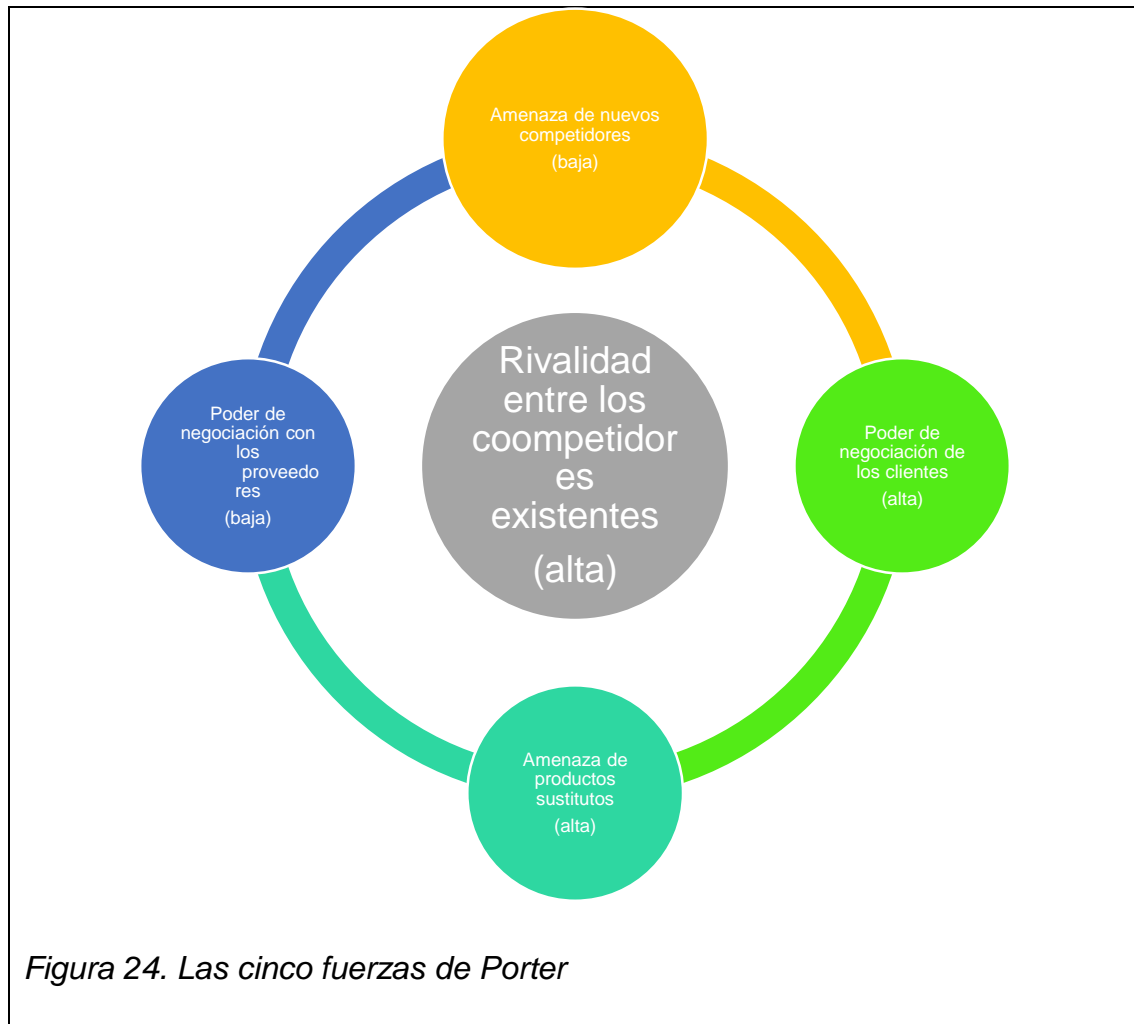 Amenaza de nuevos
competidores
(baja)
Rivalidad
entre los
coompetidor
es
existentes
(alta)
Poder de
negociación con
los
proveedo
res
(baja)
Poder de
negociación de
los clientes
(alta)
Amenaza de
productos
sustitutos
(alta)
Figura 24. Las cinco fuerzas de Porter